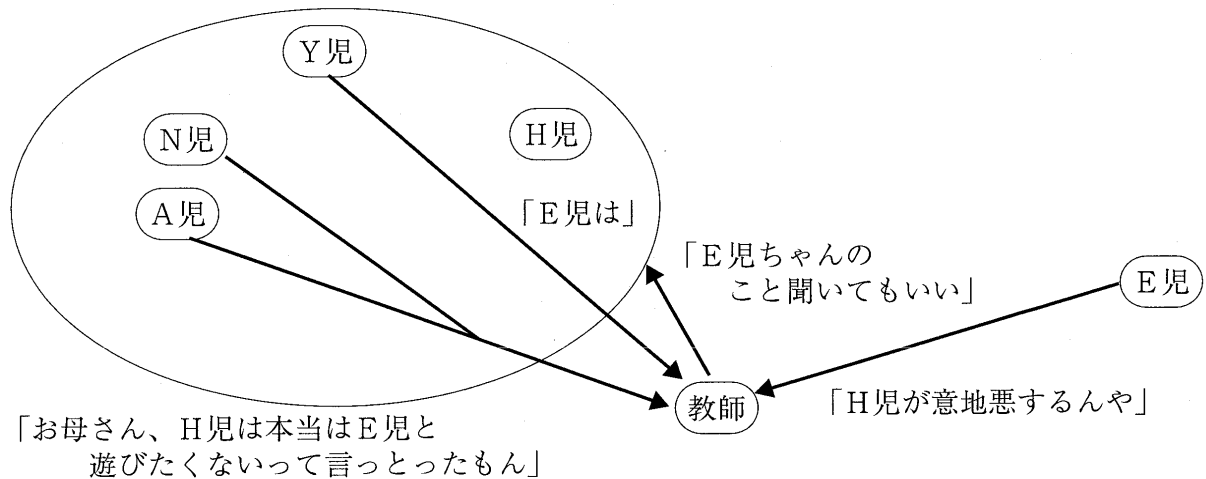 Y児
N児
H児
A児
「E児は」
「E児ちゃんの
こと聞いてもいい」
E児
教師
「H児が意地悪するんや」
「お母さん、H児は本当はE児と
遊びたくないって言っとったもん」